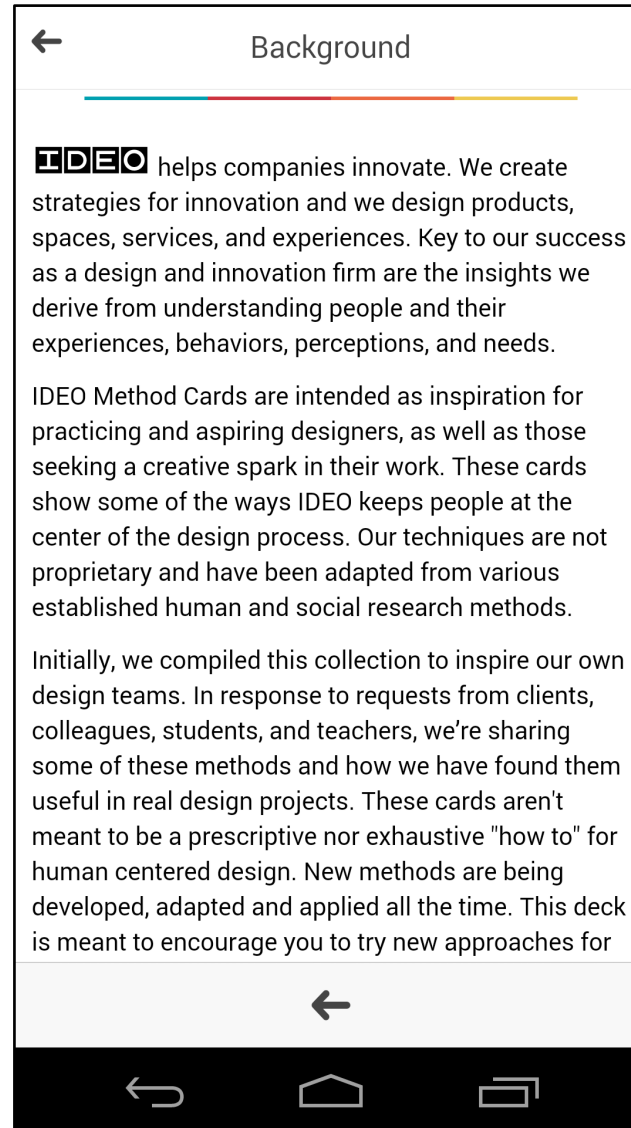 Background
IDEO helps companies innovate. We create
strategies for innovation and we design products,
spaces, services, and experiences. Key to our success
as a design and innovation firm are the insights we
derive from understanding people and their
experiences, behaviors, perceptions, and needs.
IDEO Method Cards are intended as inspiration for
practicing and aspiring designers, as well as those
seeking a creative spark in their work. These cards
show some of the ways IDEO keeps people at the
center of the design process. Our techniques are not
proprietary and have been adapted from various
established human and social research methods.
Initially, we compiled this collection to inspire our own
design teams. In response to requests from clients,
colleagues, students, and teachers, we’re sharing
some of these methods and how we have found them
useful in real design projects. These cards aren't
meant to be a prescriptive nor exhaustive "how to" for
human centered design. New methods are being
developed, adapted and applied all the time. This deck
is meant to encourage you to try new approaches for